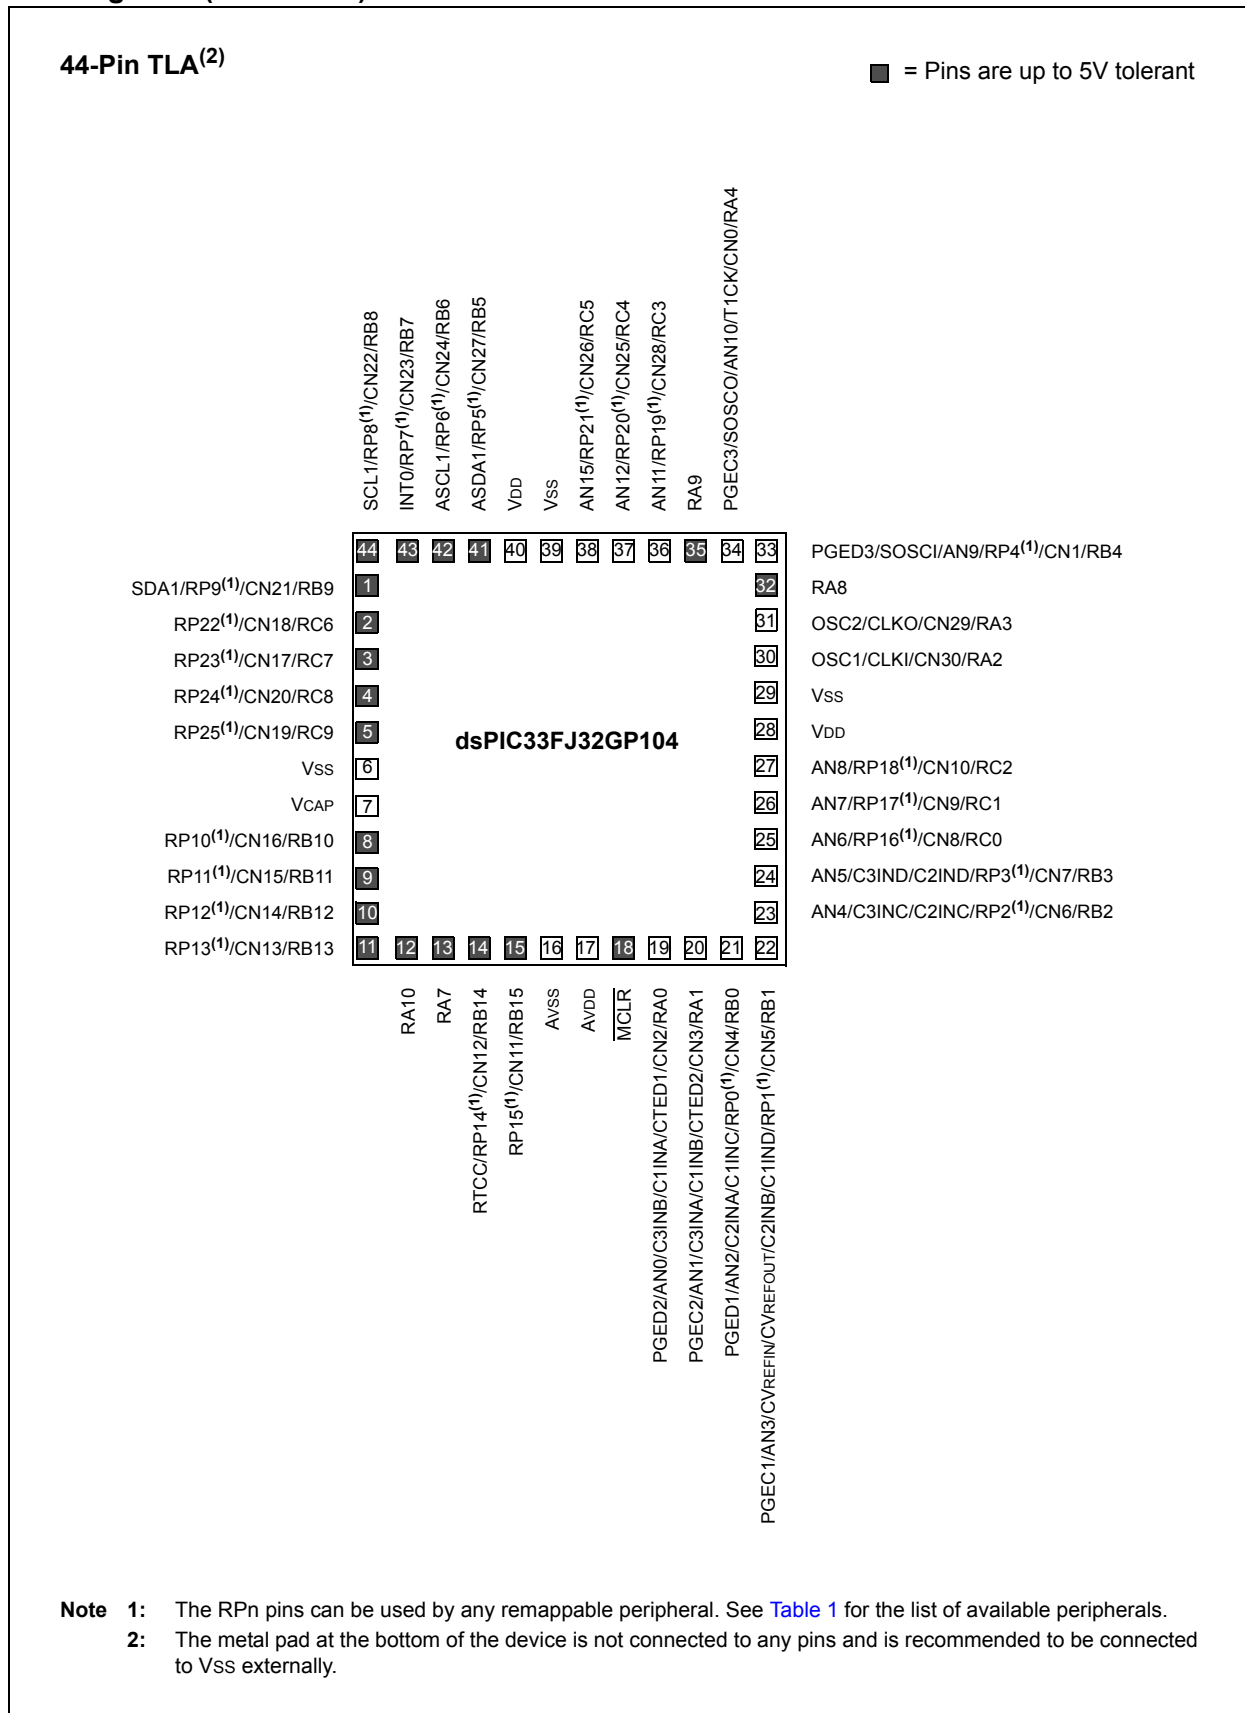 44-Pin TLA(2)
= Pins are up to 5V tolerant
SCL1/RP8(1)/CN22/RB8
INT0/RP7(1)/CN23/RB7
ASCL1/RP6(1)/CN24/RB6
ASDA1/RP5(1)/CN27/RB5
VDD
VSS
AN15/RP21(1)/CN26/RC5
AN12/RP20(1)/CN25/RC4
AN11/RP19(1)/CN28/RC3
RA9
PGEC3/SOSCO/AN10/T1CK/CN0/RA4
44 43 42 41 40 39 38 37 36 35 34 33 PGED3/SOSCI/AN9/RP4(1)/CN1/RB4
SDA1/RP9(1)/CN21/RB9 1 32 RA8
RP22(1)/CN18/RC6 2 31 OSC2/CLKO/CN29/RA3
RP23(1)/CN17/RC7 3 30 OSC1/CLKI/CN30/RA2
RP24(1)/CN20/RC8 4 29 VSS
RP25(1)/CN19/RC9 5 dsPIC33FJ32GP104 28 VDD
VSS 6 27 AN8/RP18(1)/CN10/RC2
VCAP 7 26 AN7/RP17(1)/CN9/RC1
RP10(1)/CN16/RB10 8 25 AN6/RP16(1)/CN8/RC0
RP11(1)/CN15/RB11 9 24 AN5/C3IND/C2IND/RP3(1)/CN7/RB3
RP12(1)/CN14/RB12 10 23 AN4/C3INC/C2INC/RP2(1)/CN6/RB2
RP13(1)/CN13/RB13 11 12 13 14 15 16 17 18 19 20 21 22
RA10
RA7
RTCC/RP14(1)/CN12/RB14
RP15(1)/CN11/RB15
AVSS
AVDD
MCLR
PGED2/AN0/C3INB/C1INA/CTED1/CN2/RA0
PGEC2/AN1/C3INA/C1INB/CTED2/CN3/RA1
PGED1/AN2/C2INA/C1INC/RP0(1)/CN4/RB0
PGEC1/AN3/CVREFIN/CVREFOUT/C2INB/C1IND/RP1(1)/CN5/RB1
Note 1: The RPn pins can be used by any remappable peripheral. See Table 1 for the list of available peripherals.
2: The metal pad at the bottom of the device is not connected to any pins and is recommended to be connected
to VSS externally.